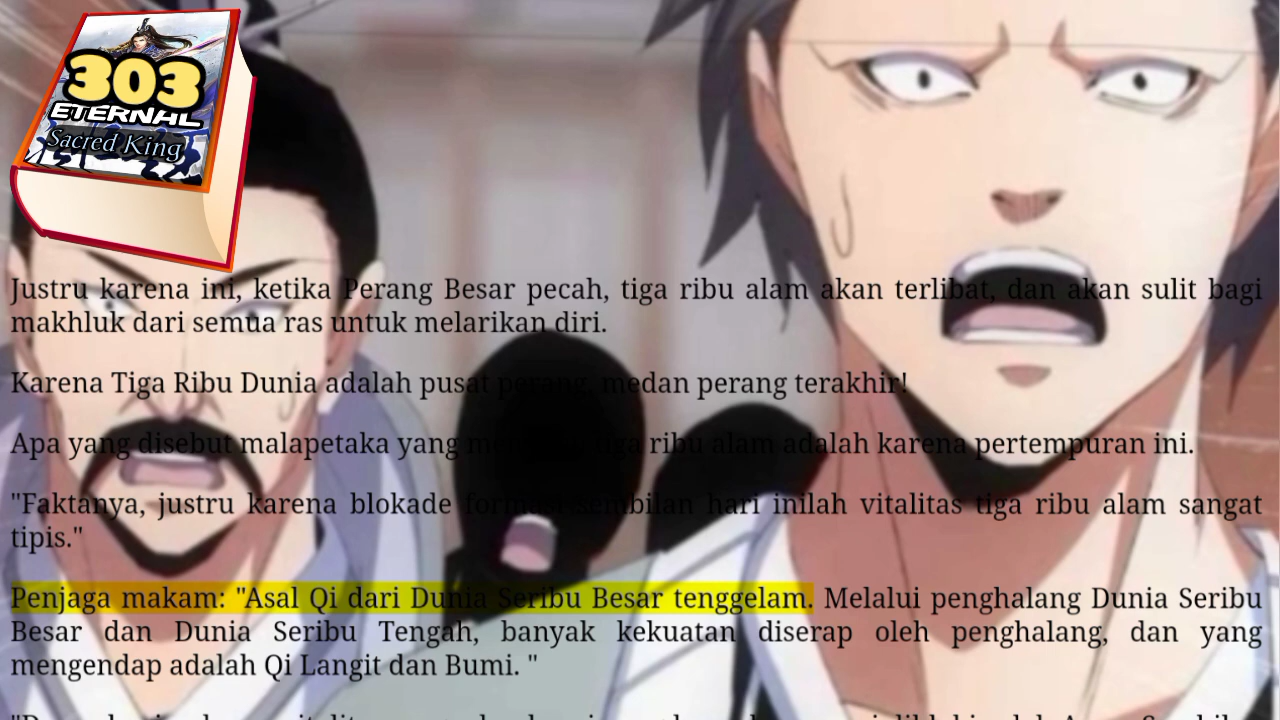 303
ETERNAL
Sacred King
Justru karena ini, ketika Perang Besar pecah, tiga ribu alam akan terlibat, dan akan sulit bagi
makhluk dari semua ras untuk melarikan diri.
Karena Tiga Ribu Dunia adalah pusat perang, medan perang terakhir!
Apa yang disebut malapetaka yang tiga ribu alam adalah karena pertempuran ini.
"Faktanya, justru karena blokade formasi sembilan hari inilah vitalitas tiga ribu alam sangat
tipis."
Penjaga makam: "Asal Qi dari Dunia Seribu Besar tenggelam. Melalui penghalang Dunia Seribu
Besar dan Dunia Seribu Tengah, banyak kekuatan diserap oleh penghalang, dan yang
mengendap adalah Qi Langit dan Bumi. "